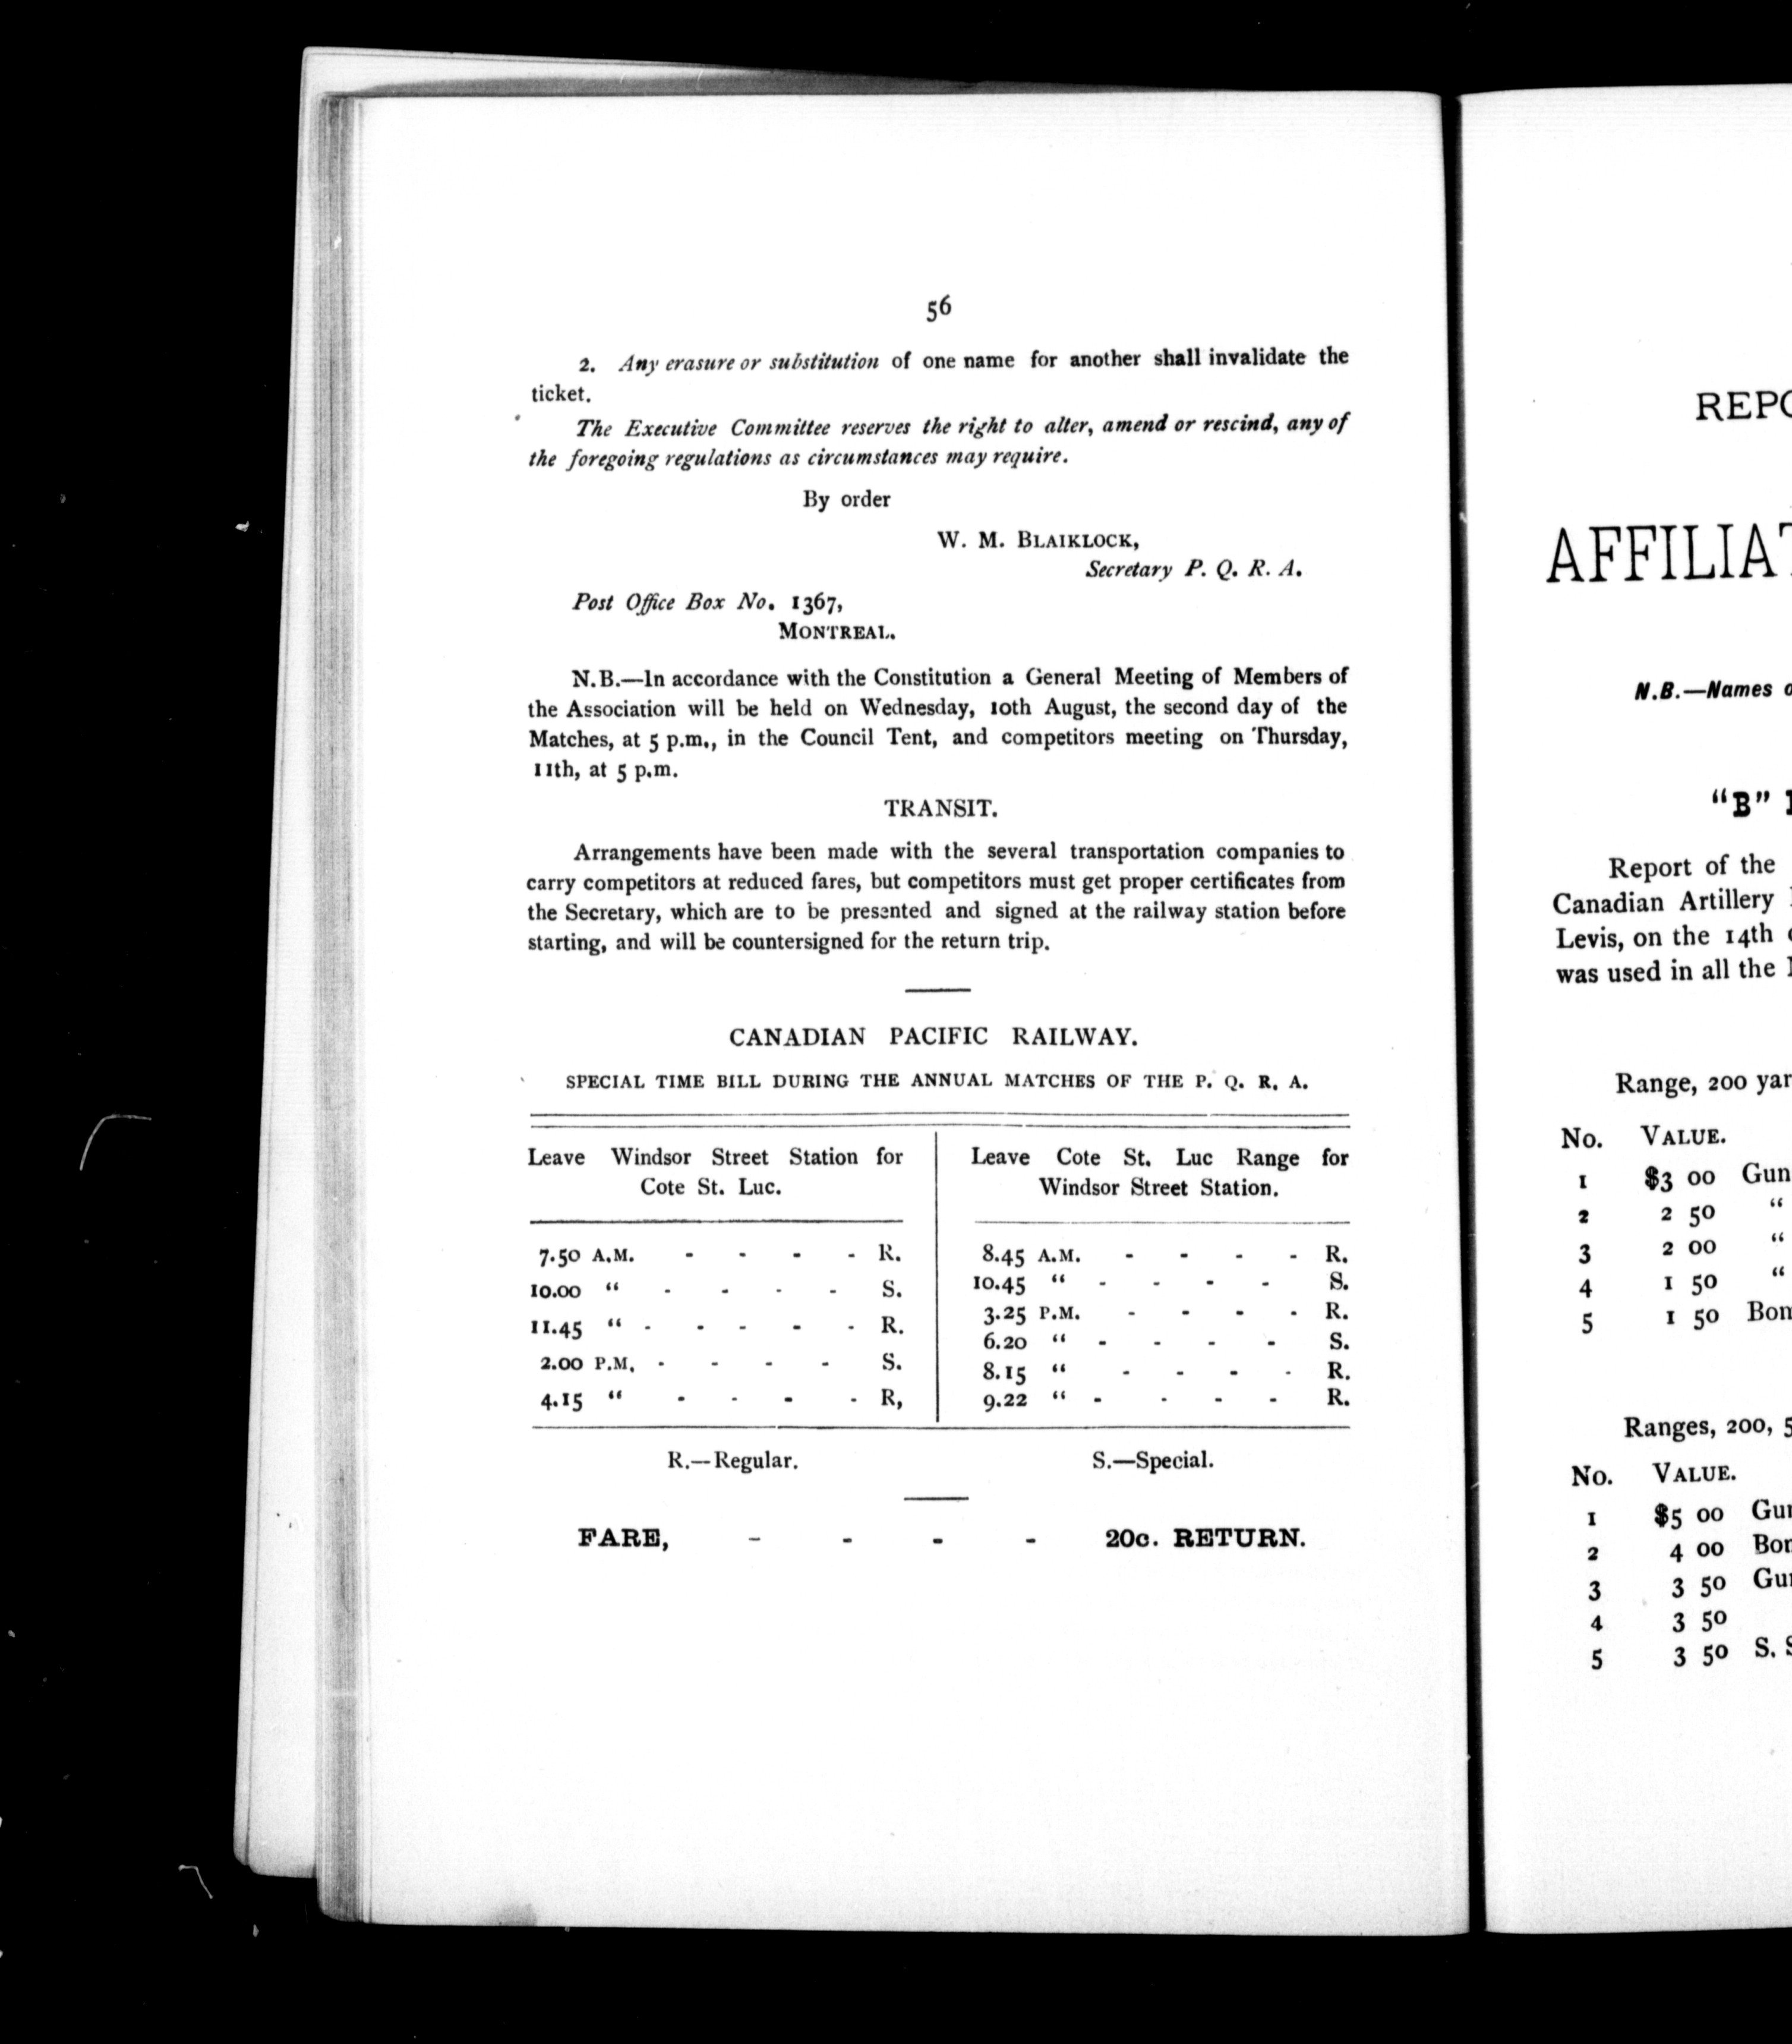 56
2. Any erasure or substitution of one name for another shall invalidate the
ticket.
The Executive Committee reserves the right to alter, amend or rescind, any of
the foregoing regulations as circumstances may require.
By order
W. M. BLAIKLOCK,
Secretary P. Q. R. A.
Post Office Box No. 1367,
MONTREAL.
N.B.—In accordance with the Constitution a General Meeting of Members of
the Association will be held on Wednesday, 10th August, the second day of the
Matches, at 5 p.m., in the Council Tent, and competitors meeting on Thursday,
11th, at 5 p.m.
TRANSIT.
Arrangements have been made with the several transportation companies to
carry competitors at reduced fares, but competitors must get proper certificates from
the Secretary, which are to be presented and signed at the railway station before
starting, and will be countersigned for the return trip.
CANADIAN PACIFIC RAILWAY.
SPECIAL TIME BILL DURING THE ANNUAL MATCHES OF THE P. Q. R. A.
Leave Windsor Street Station for
Cote St. Luc.
7.50 A.M. - - - - R.
10.00 “ - - - - S.
11.45 “ - - - - - R.
2.00 P.M. - - - - S.
4.15 “ - - - - R,
Leave Cote St. Luc Range for
Windsor Street Station.
8.45 A.M. - - - - R.
10.45 “ - - - - S.
3.25 P.M. - - - - R.
6.20 “ - - - - S.
8.15 “ - - - - R.
9.22 “ - - - - R.
R.—Regular. S.—Special.
FARE, - - - - 20c. RETURN.
REPO
AFFILIAT
N.B.—Names o
“B”
Report of the
Canadian Artillery
Levis, on the 14th
was used in all the
Range, 200 yar
No. VALUE.
1 $3 00 Gun
2 2 50 “
3 2 00 “
4 1 50 “
5 1 50 Bom
Ranges, 200, 5
No. VALUE.
1 $5 00 Gun
2 4 00 Bom
3 3 50 Gun
4 3 50
5 3 50 S. S